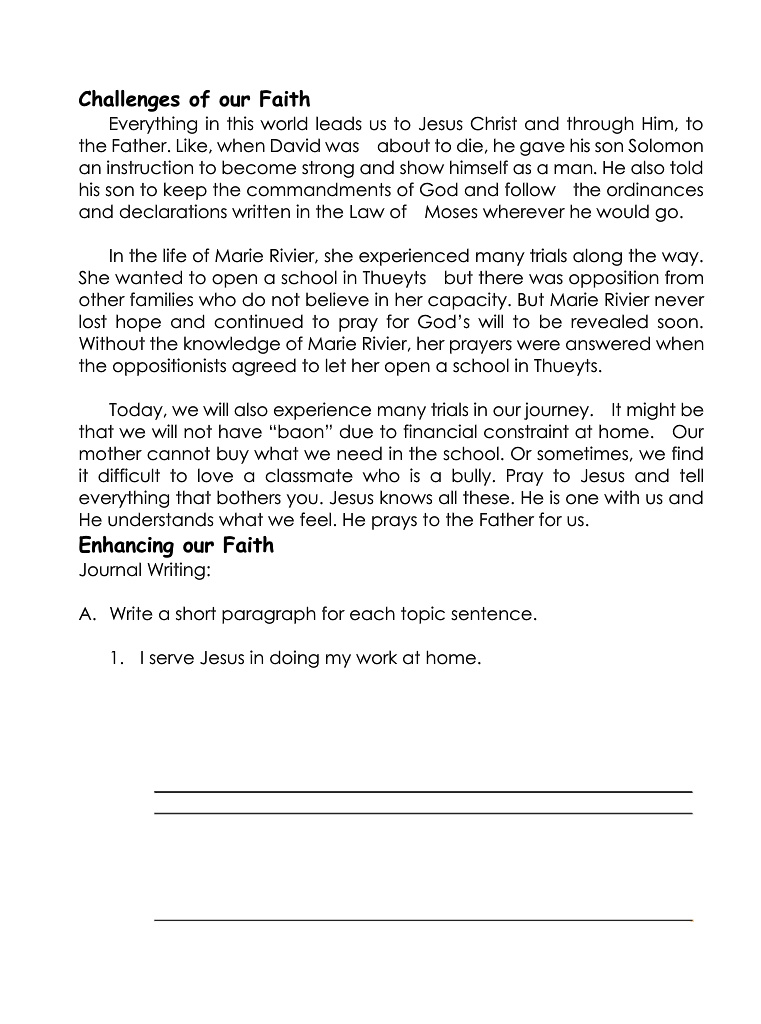 Challenges of our Faith
Everything in this world leads us to Jesus Christ and through Him, to
the Father. Like, when David was about to die, he gave his son Solomon
an instruction to become strong and show himself as a man. He also told
his son to keep the commandments of God and follow the ordinances
and declarations written in the Law of Moses wherever he would go.
In the life of Marie Rivier, she experienced many trials along the way.
She wanted to open a school in Thueyts but there was opposition from
other families who do not believe in her capacity. But Marie Rivier never
lost hope and continued to pray for God’s will to be revealed soon.
Without the knowledge of Marie Rivier, her prayers were answered when
the oppositionists agreed to let her open a school in Thueyts.
Today, we will also experience many trials in our journey. It might be
that we will not have “baon” due to financial constraint at home. Our
mother cannot buy what we need in the school. Or sometimes, we find
it difficult to love a classmate who is a bully. Pray to Jesus and tell
everything that bothers you. Jesus knows all these. He is one with us and
He understands what we feel. He prays to the Father for us.
Enhancing our Faith
Journal Writing:
A. Write a short paragraph for each topic sentence.
1. I serve Jesus in doing my work at home.